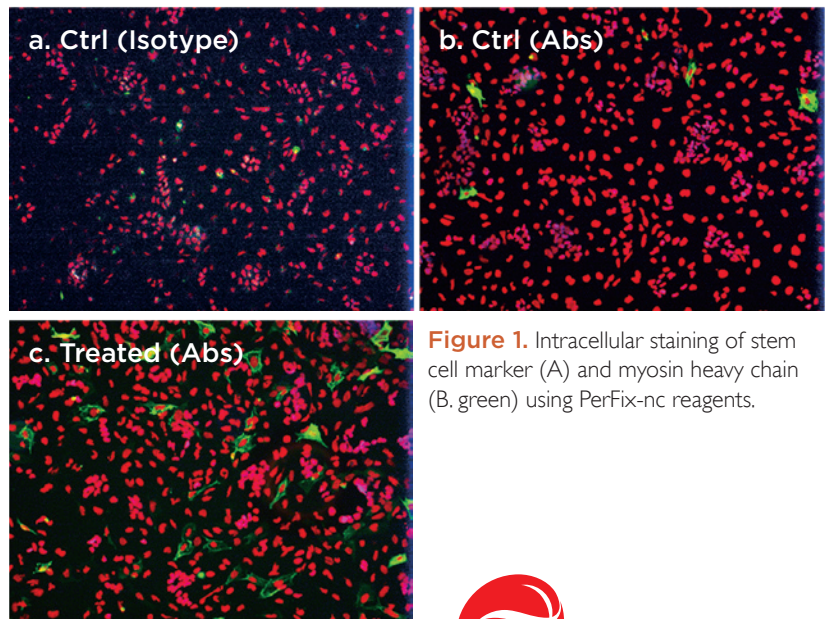 a. Ctrl (Isotype)
b. Ctrl (Abs)
c. Treated (Abs)
Figure 1. Intracellular staining of stem
cell marker (A) and myosin heavy chain
(B. green) using PerFix-nc reagents.